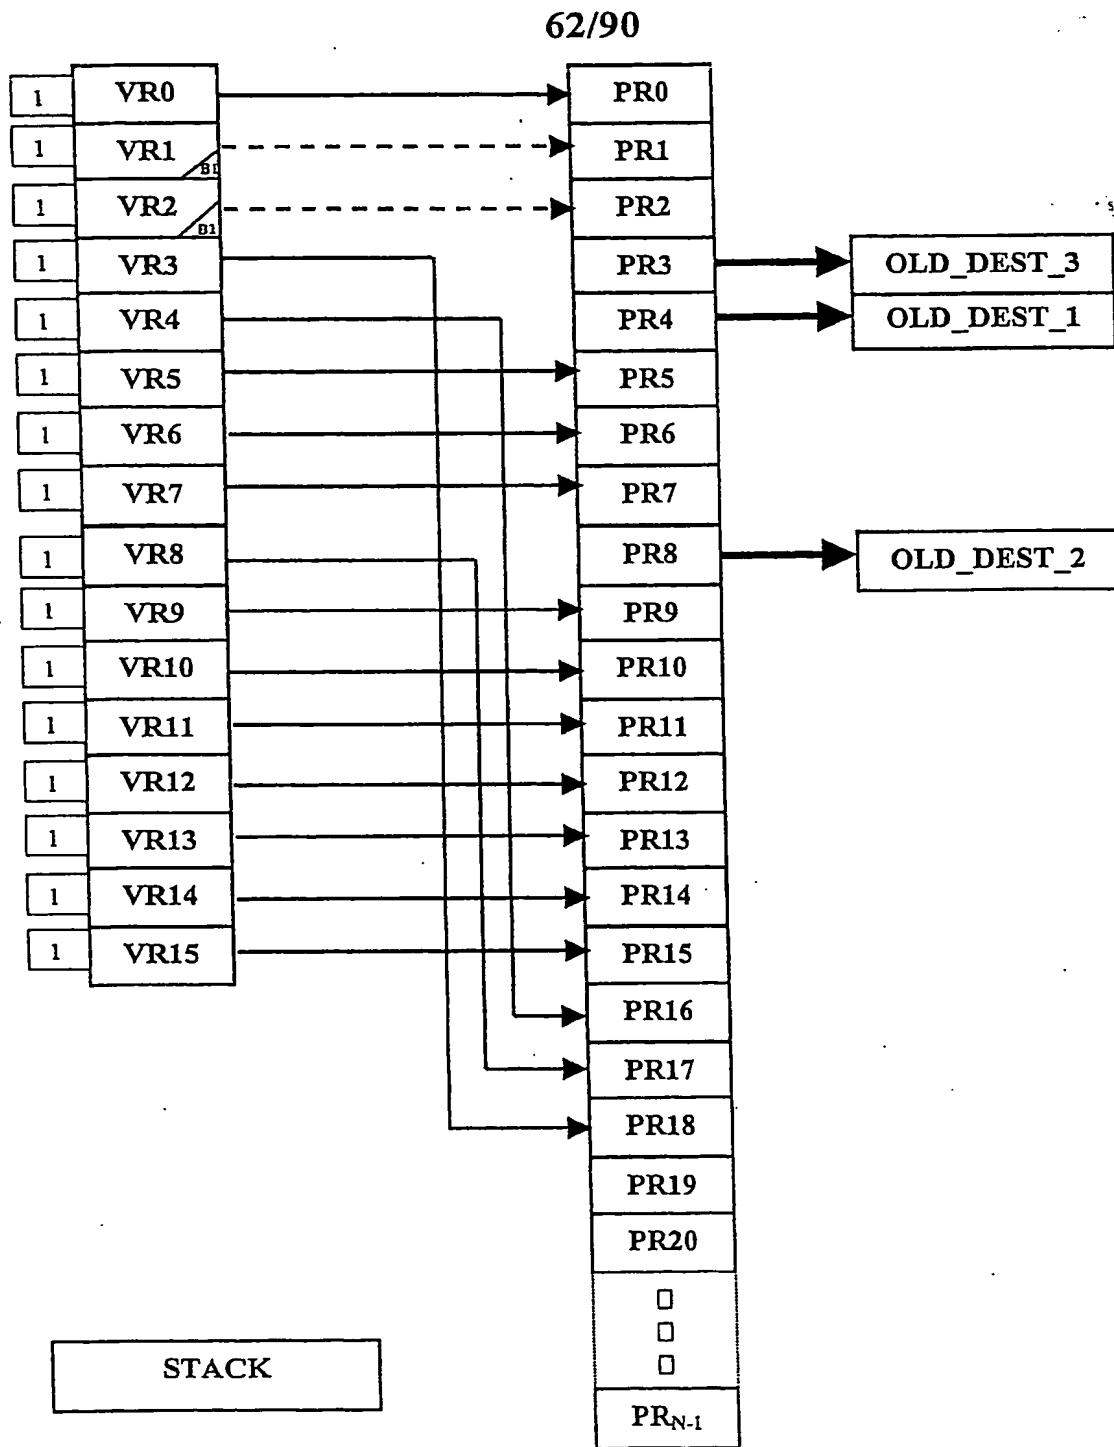 62/90
1 VR0 PR0
1 VR1 B1 PR1
1 VR2 B1 PR2
1 VR3 PR3 OLD_DEST_3
1 VR4 PR4 OLD_DEST_1
1 VR5 PR5
1 VR6 PR6
1 VR7 PR7
1 VR8 PR8 OLD_DEST_2
1 VR9 PR9
1 VR10 PR10
1 VR11 PR11
1 VR12 PR12
1 VR13 PR13
1 VR14 PR14
1 VR15 PR15
PR16
PR17
PR18
PR19
PR20
STACK
PRN-1